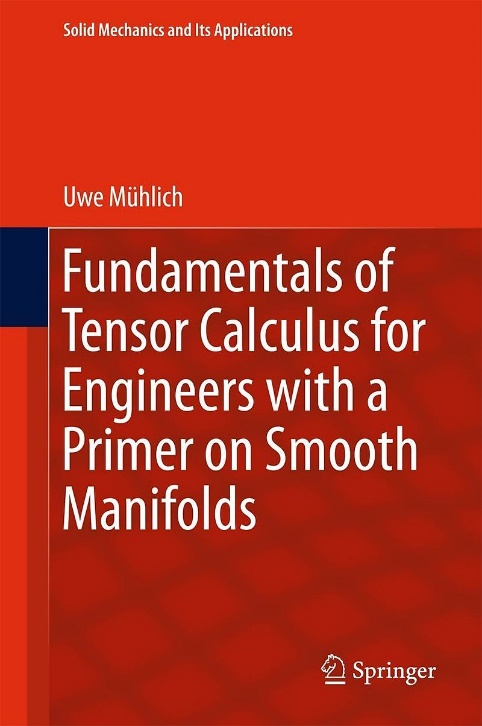 Solid Mechanics and Its Applications
Uwe Mühlich
Fundamentals of
Tensor Calculus for
Engineers with a
Primer on Smooth
Manifolds
Springer